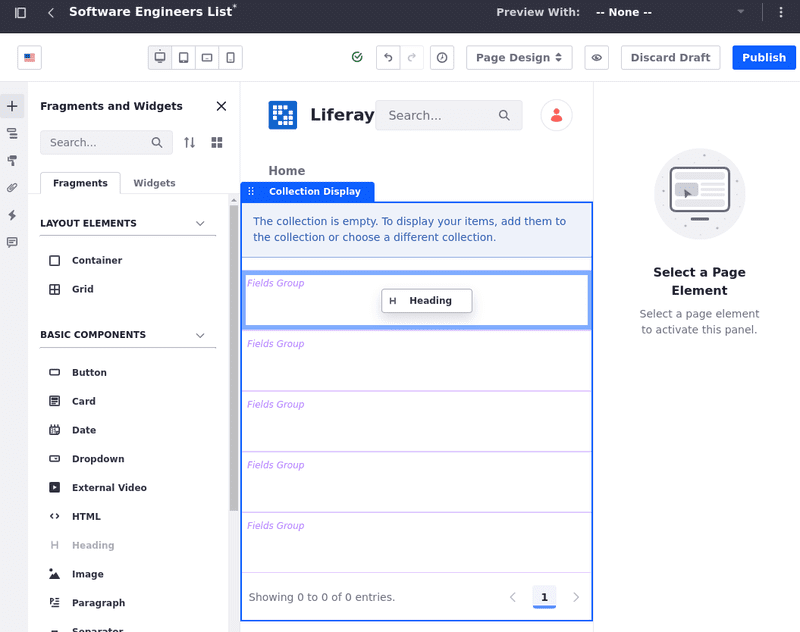 Software Engineers List*
Preview With: -- None --
Page Design
Discard Draft
Publish
Fragments and Widgets
Search...
Fragments
Widgets
LAYOUT ELEMENTS
Container
Grid
BASIC COMPONENTS
Button
Card
Date
Dropdown
External Video
HTML
Heading
Image
Paragraph
Separator
Liferay
Search...
Home
Collection Display
The collection is empty. To display your items, add them to
the collection or choose a different collection.
Fields Group
H Heading
Fields Group
Fields Group
Fields Group
Fields Group
Showing 0 to 0 of 0 entries.
1
Select a Page
Element
Select a page element
to activate this panel.